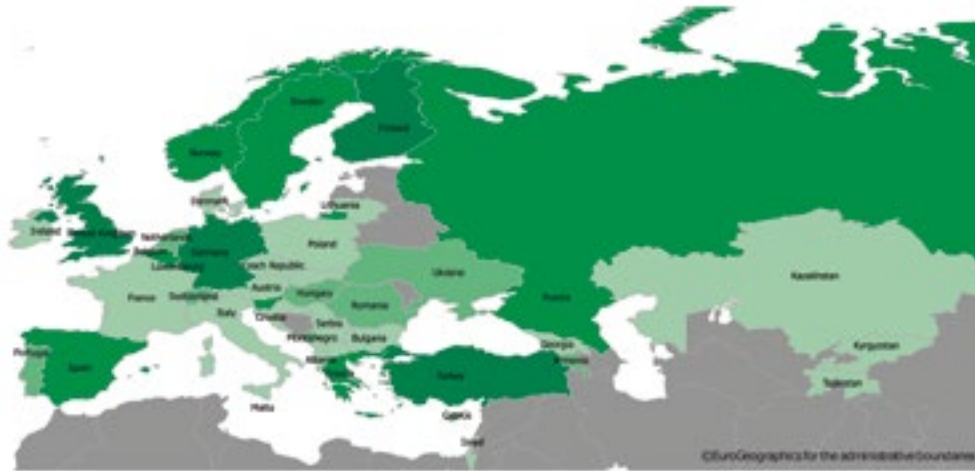 Sweden
Finland
Norway
Denmark
Lithuania
Ireland
United Kingdom
Netherlands
Belgium
Germany
Poland
Luxembourg
Czech Republic
Ukraine
Kazakhstan
Austria
France
Switzerland
Hungary
Romania
Russia
Italy
Croatia
Serbia
Montenegro
Bulgaria
Georgia
Kyrgyzstan
Portugal
Spain
Albania
Armenia
Turkey
Tajikistan
Malta
Cyprus
Israel
©EuroGeographics for the administrative boundaries